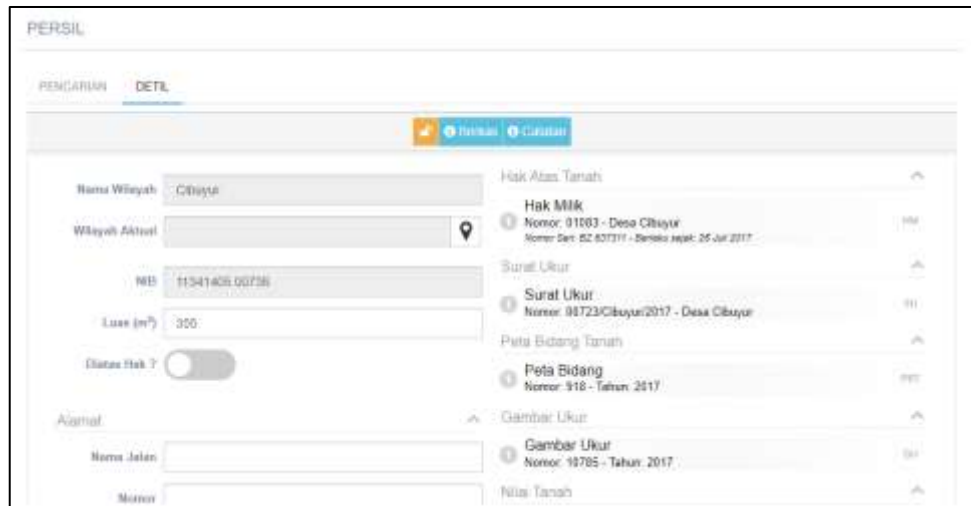 PERSIL
PENCARIAN DETIL
Catatan
Nama Wilayah Cibuyur
Wilayah Aktual
NIB 11341405.00736
Luas (m²) 355
Diatas Hak ?
Alamat
Nama Jalan
Nomor
Hak Atas Tanah
Hak Milik
Nomor: 01083 - Desa Cibuyur
HM
Surat Ukur
Surat Ukur
Nomor: 00723/Cibuyur/2017 - Desa Cibuyur
Peta Bidang Tanah
Peta Bidang
Nomor: 918 - Tahun: 2017
Gambar Ukur
Gambar Ukur
Nomor: 10785 - Tahun: 2017
Nilai Tanah